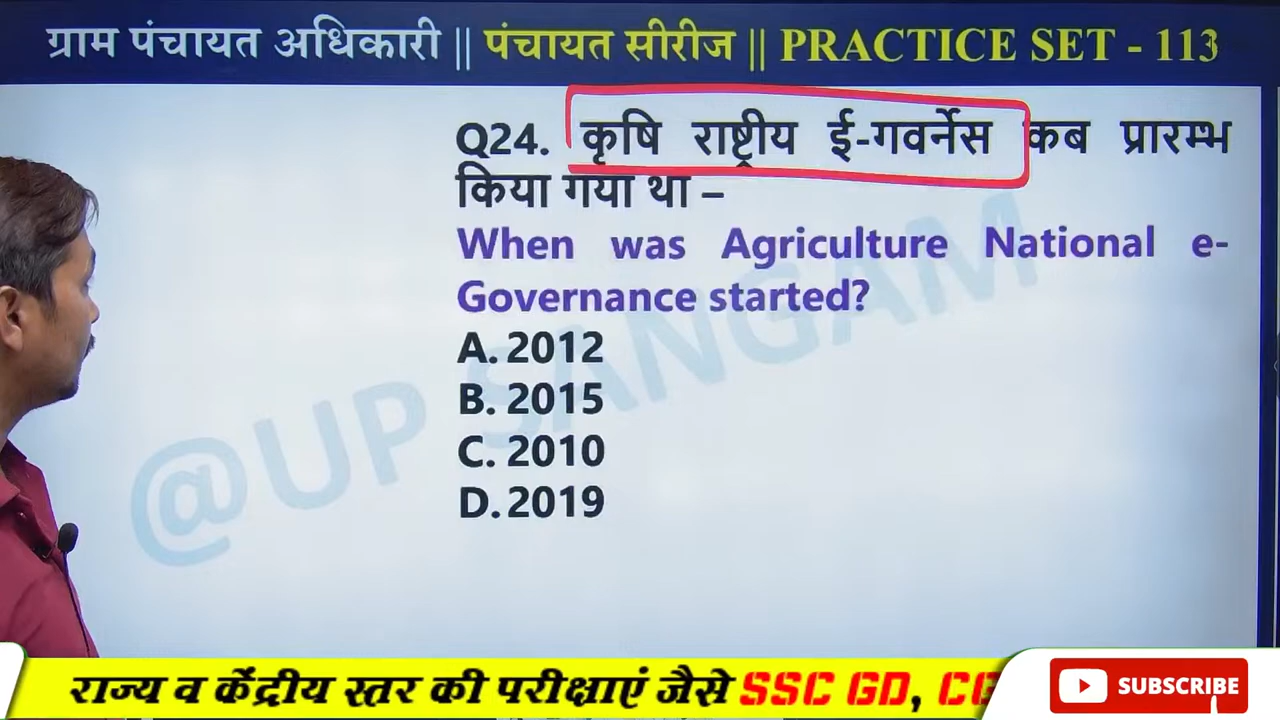 ग्राम पंचायत अधिकारी || पंचायत सीरीज || PRACTICE SET - 113
Q24. कृषि राष्ट्रीय ई-गवर्नेस कब प्रारम्भ
किया गया था –
When was Agriculture National e-
Governance started?
A. 2012
B. 2015
C. 2010
D. 2019
@UP SANGAM
राज्य व केंद्रीय स्तर की परीक्षाएं जैसे SSC GD,
SUBSCRIBE